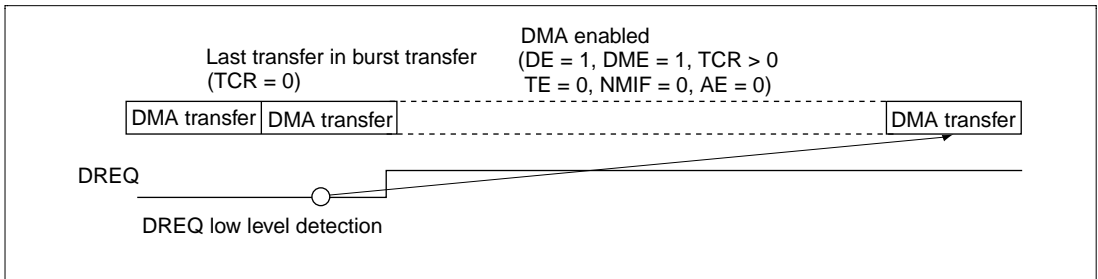 Last transfer in burst transfer
(TCR = 0)
DMA enabled
(DE = 1, DME = 1, TCR > 0
TE = 0, NMIF = 0, AE = 0)
DMA transfer
DMA transfer
DMA transfer
DREQ
DREQ low level detection